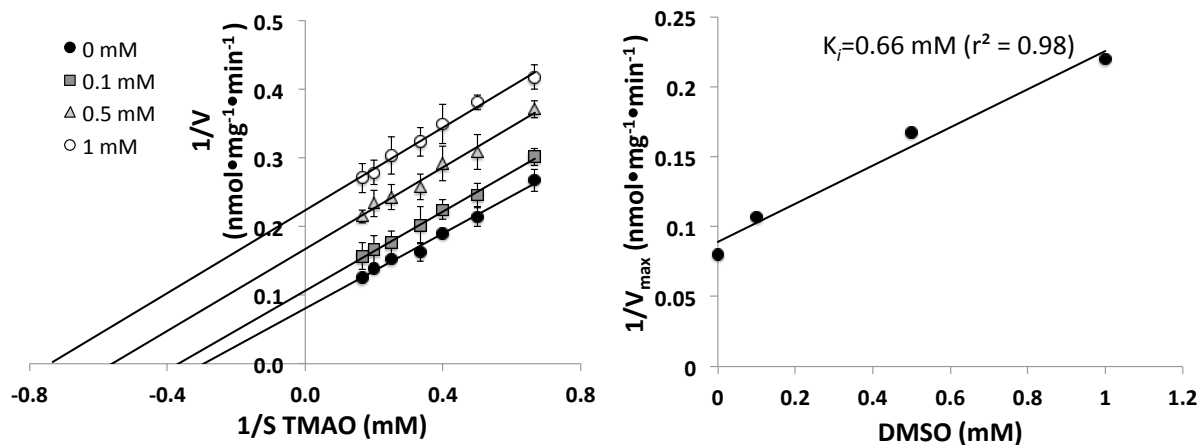 0 mM
0.1 mM
0.5 mM
1 mM
1/V
(nmol•mg⁻¹•min⁻¹)
0.5
0.4
0.3
0.2
0.1
0.0
-0.8
-0.4
0.0
0.4
0.8
1/S TMAO (mM)
K𝑖=0.66 mM (r² = 0.98)
1/Vmax (nmol•mg⁻¹•min⁻¹)
0.25
0.2
0.15
0.1
0.05
0
0
0.2
0.4
0.6
0.8
1
1.2
DMSO (mM)